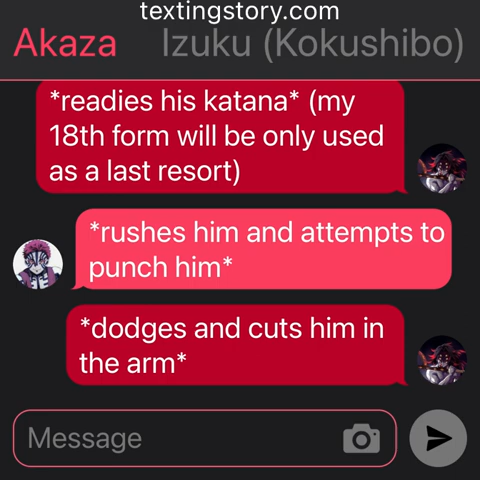 textingstory.com
Akaza Izuku (Kokushibo)
*readies his katana* (my
18th form will be only used
as a last resort)
*rushes him and attempts to
punch him*
*dodges and cuts him in
the arm*
Message